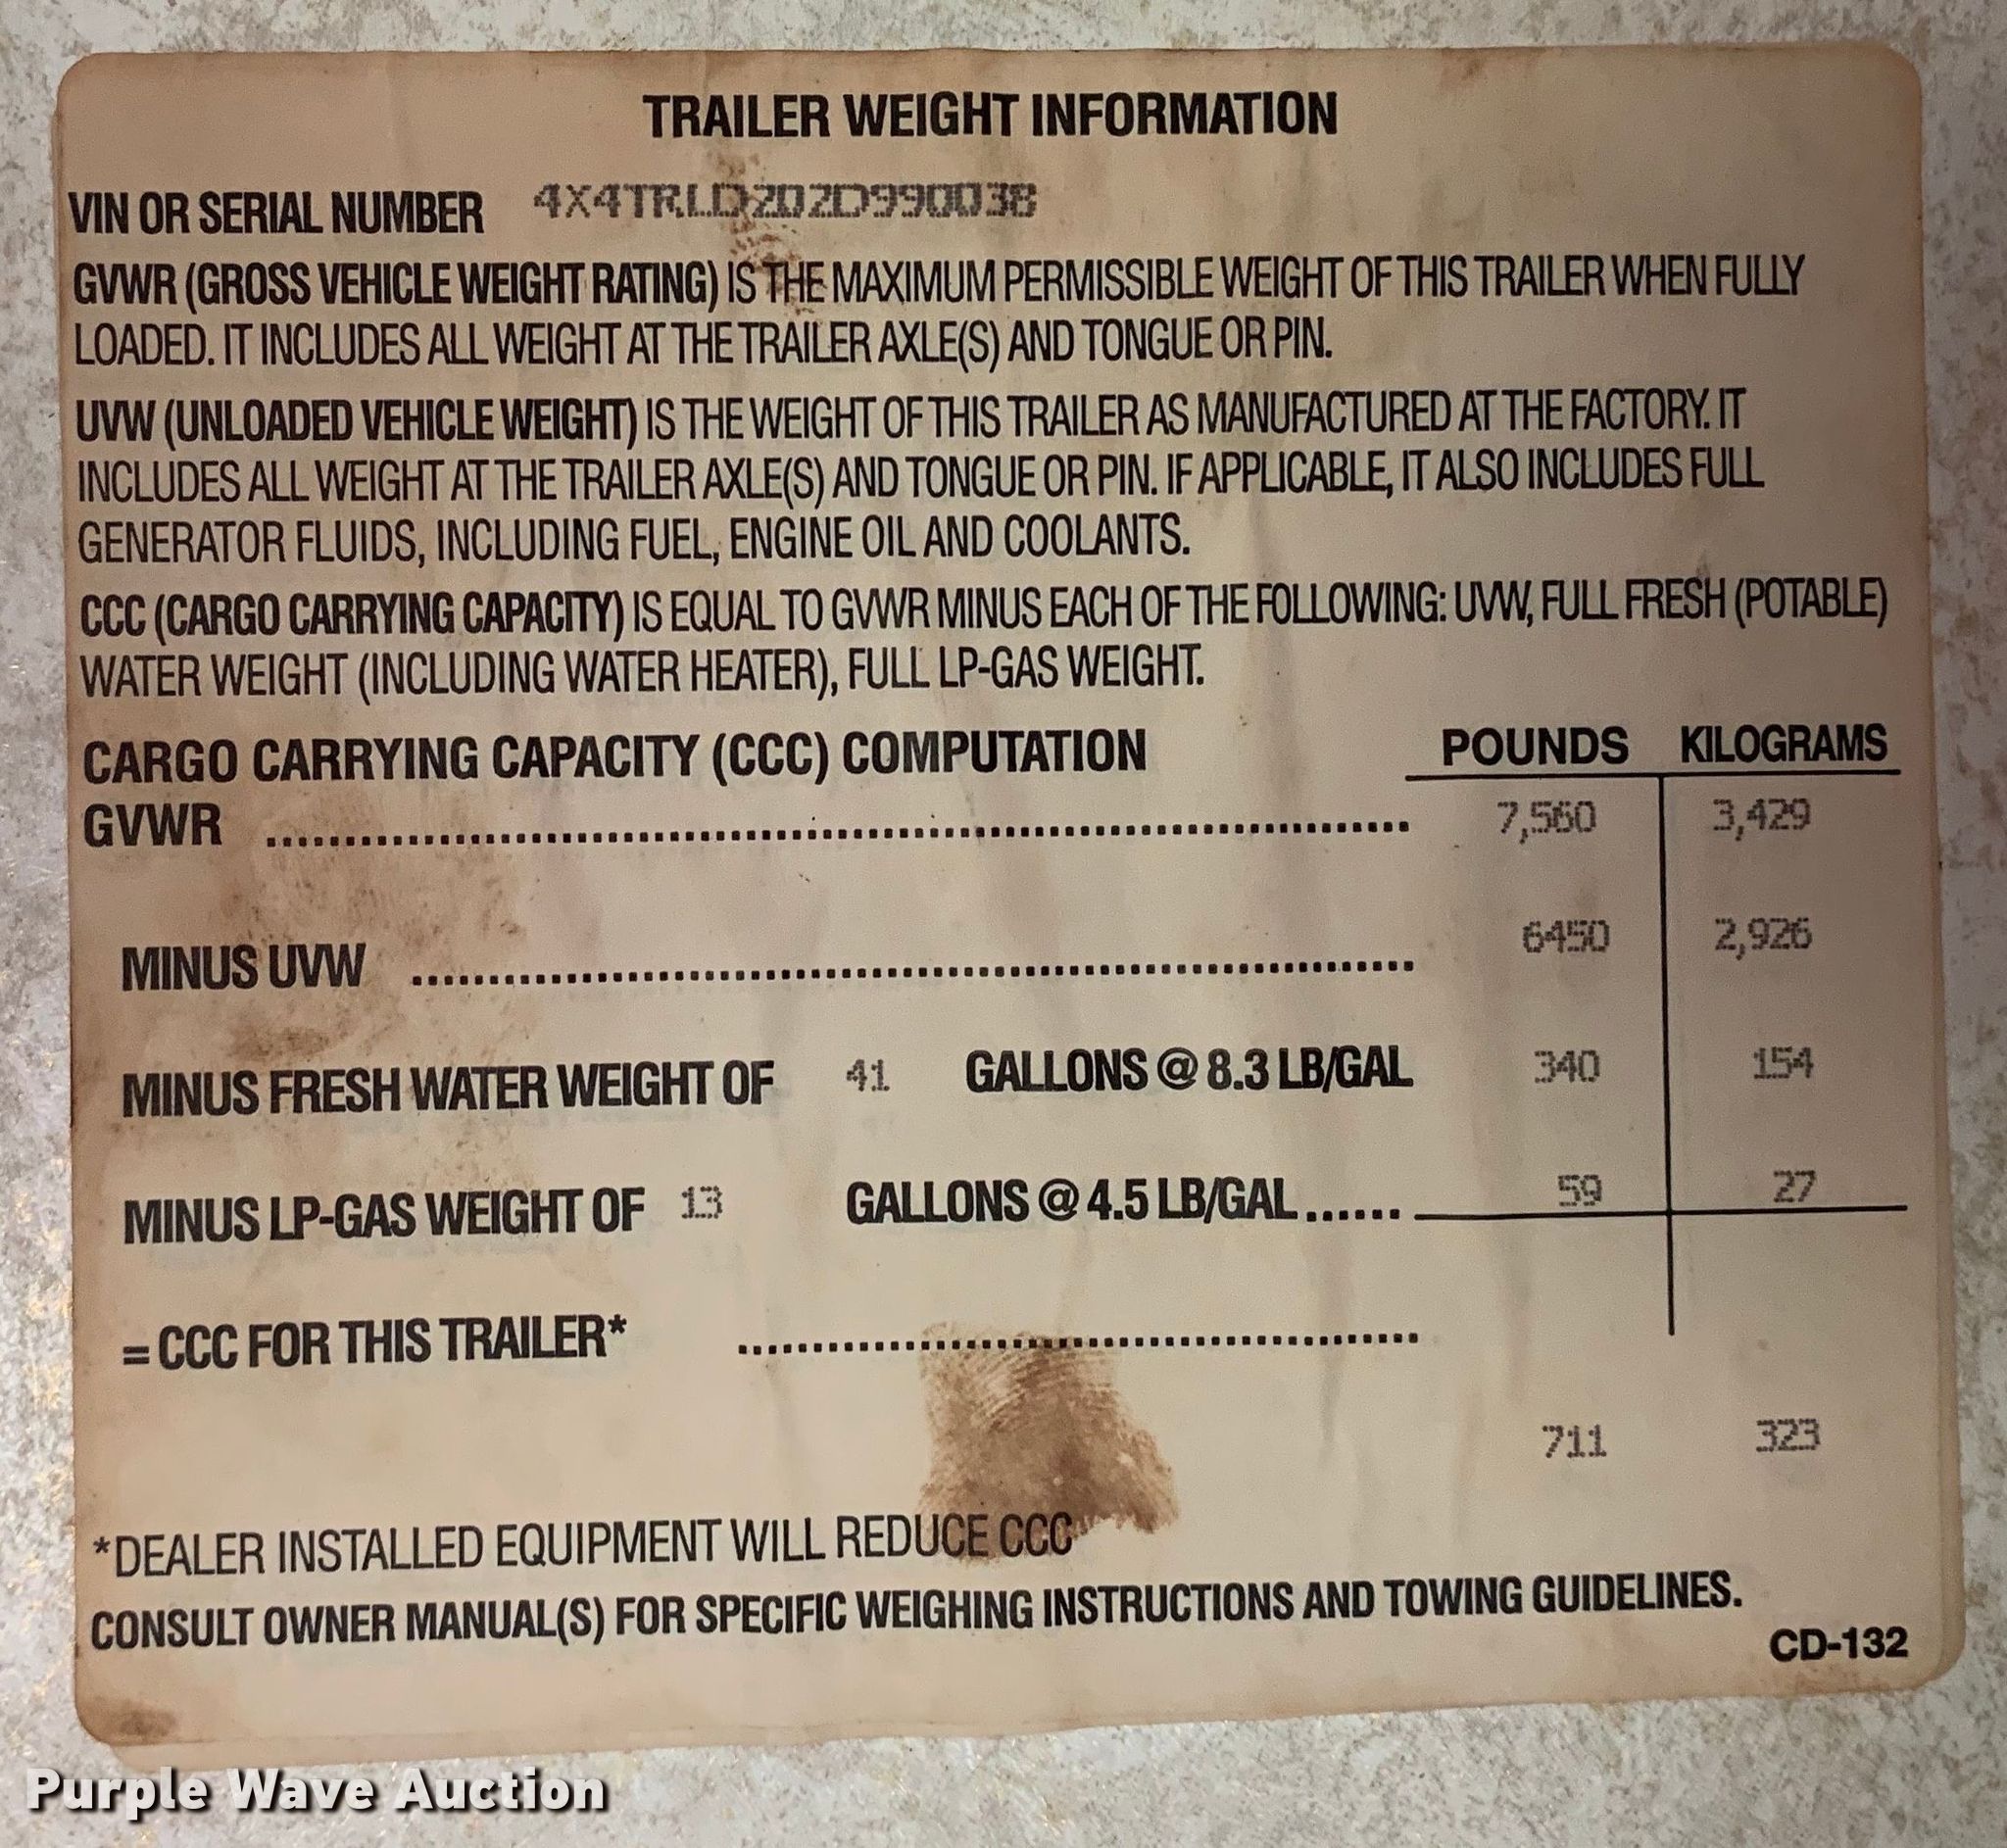 TRAILER WEIGHT INFORMATION
VIN OR SERIAL NUMBER 4X4TRLD202D990038
GVWR (GROSS VEHICLE WEIGHT RATING) IS THE MAXIMUM PERMISSIBLE WEIGHT OF THIS TRAILER WHEN FULLY
LOADED. IT INCLUDES ALL WEIGHT AT THE TRAILER AXLE(S) AND TONGUE OR PIN.
UVW (UNLOADED VEHICLE WEIGHT) IS THE WEIGHT OF THIS TRAILER AS MANUFACTURED AT THE FACTORY. IT
INCLUDES ALL WEIGHT AT THE TRAILER AXLE(S) AND TONGUE OR PIN. IF APPLICABLE, IT ALSO INCLUDES FULL
GENERATOR FLUIDS, INCLUDING FUEL, ENGINE OIL AND COOLANTS.
CCC (CARGO CARRYING CAPACITY) IS EQUAL TO GVWR MINUS EACH OF THE FOLLOWING: UVW, FULL FRESH (POTABLE)
WATER WEIGHT (INCLUDING WATER HEATER), FULL LP-GAS WEIGHT.
CARGO CARRYING CAPACITY (CCC) COMPUTATION POUNDS KILOGRAMS
GVWR ........ 7,560 3,429
MINUS UVW ........ 6450 2,926
MINUS FRESH WATER WEIGHT OF 41 GALLONS @ 8.3 LB/GAL 340 154
MINUS LP-GAS WEIGHT OF 13 GALLONS @ 4.5 LB/GAL...... 59 27
= CCC FOR THIS TRAILER* ........
711 323
*DEALER INSTALLED EQUIPMENT WILL REDUCE CCC
CONSULT OWNER MANUAL(S) FOR SPECIFIC WEIGHING INSTRUCTIONS AND TOWING GUIDELINES.
CD-132
Purple Wave Auction